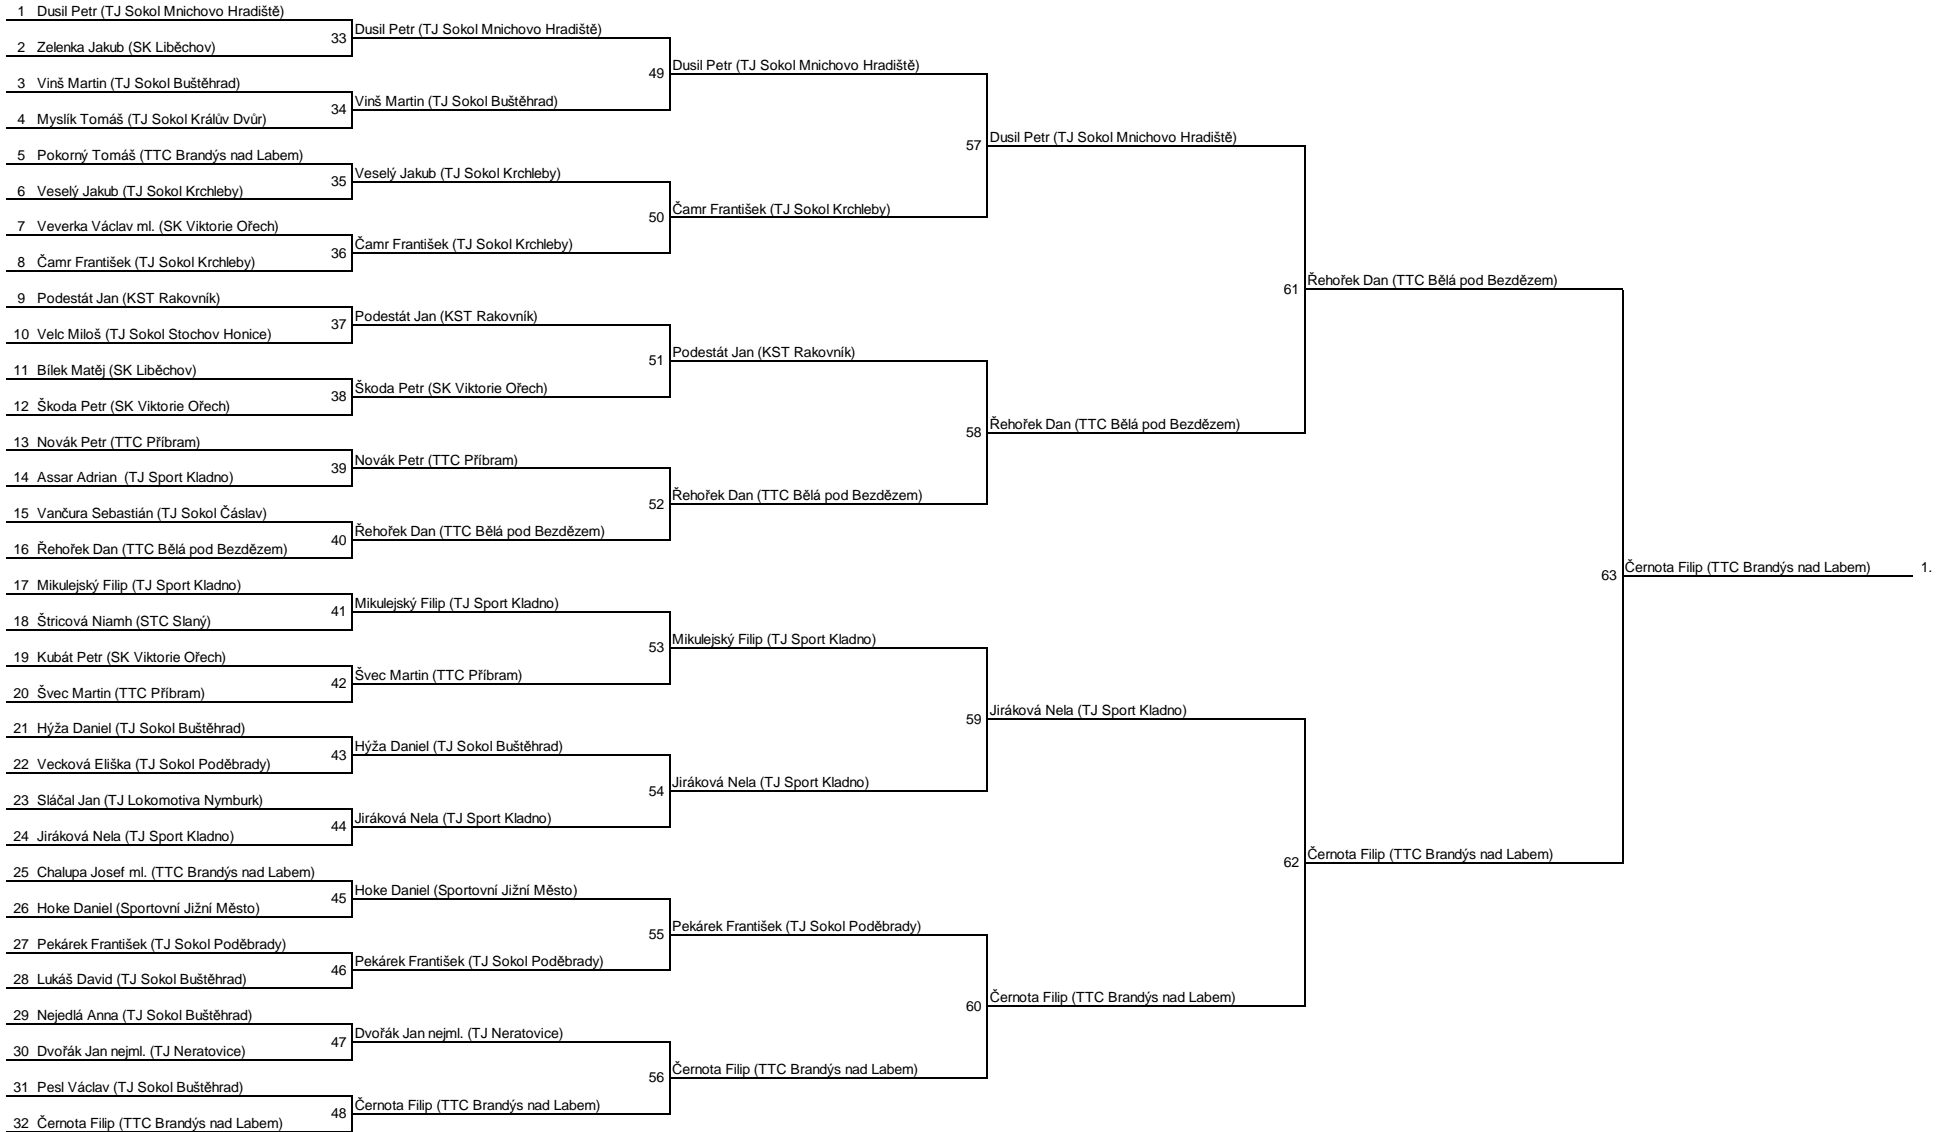 1 Dusil Petr (TJ Sokol Mnichovo Hradiště)
2 Zelenka Jakub (SK Liběchov)
3 Vinš Martin (TJ Sokol Buštěhrad)
4 Myslík Tomáš (TJ Sokol Králův Dvůr)
5 Pokorný Tomáš (TTC Brandýs nad Labem)
6 Veselý Jakub (TJ Sokol Krchleby)
7 Veverka Václav ml. (SK Viktorie Ořech)
8 Čamr František (TJ Sokol Krchleby)
9 Podestát Jan (KST Rakovník)
10 Velc Miloš (TJ Sokol Stochov Honice)
11 Bílek Matěj (SK Liběchov)
12 Škoda Petr (SK Viktorie Ořech)
13 Novák Petr (TTC Příbram)
14 Assar Adrian (TJ Sport Kladno)
15 Vančura Sebastián (TJ Sokol Čáslav)
16 Řehořek Dan (TTC Bělá pod Bezdězem)
17 Mikulejský Filip (TJ Sport Kladno)
18 Štricová Niamh (STC Slaný)
19 Kubát Petr (SK Viktorie Ořech)
20 Švec Martin (TTC Příbram)
21 Hýža Daniel (TJ Sokol Buštěhrad)
22 Vecková Eliška (TJ Sokol Poděbrady)
23 Sláčal Jan (TJ Lokomotiva Nymburk)
24 Jiráková Nela (TJ Sport Kladno)
25 Chalupa Josef ml. (TTC Brandýs nad Labem)
26 Hoke Daniel (Sportovní Jižní Město)
27 Pekárek František (TJ Sokol Poděbrady)
28 Lukáš David (TJ Sokol Buštěhrad)
29 Nejedlá Anna (TJ Sokol Buštěhrad)
30 Dvořák Jan nejml. (TJ Neratovice)
31 Pesl Václav (TJ Sokol Buštěhrad)
32 Černota Filip (TTC Brandýs nad Labem)
33 Dusil Petr (TJ Sokol Mnichovo Hradiště)
34 Vinš Martin (TJ Sokol Buštěhrad)
35 Veselý Jakub (TJ Sokol Krchleby)
36 Čamr František (TJ Sokol Krchleby)
37 Podestát Jan (KST Rakovník)
38 Škoda Petr (SK Viktorie Ořech)
39 Novák Petr (TTC Příbram)
40 Řehořek Dan (TTC Bělá pod Bezdězem)
41 Mikulejský Filip (TJ Sport Kladno)
42 Švec Martin (TTC Příbram)
43 Hýža Daniel (TJ Sokol Buštěhrad)
44 Jiráková Nela (TJ Sport Kladno)
45 Hoke Daniel (Sportovní Jižní Město)
46 Pekárek František (TJ Sokol Poděbrady)
47 Dvořák Jan nejml. (TJ Neratovice)
48 Černota Filip (TTC Brandýs nad Labem)
49 Dusil Petr (TJ Sokol Mnichovo Hradiště)
50 Čamr František (TJ Sokol Krchleby)
51 Podestát Jan (KST Rakovník)
52 Řehořek Dan (TTC Bělá pod Bezdězem)
53 Mikulejský Filip (TJ Sport Kladno)
54 Jiráková Nela (TJ Sport Kladno)
55 Pekárek František (TJ Sokol Poděbrady)
56 Černota Filip (TTC Brandýs nad Labem)
57 Dusil Petr (TJ Sokol Mnichovo Hradiště)
58 Řehořek Dan (TTC Bělá pod Bezdězem)
59 Jiráková Nela (TJ Sport Kladno)
60 Černota Filip (TTC Brandýs nad Labem)
61 Řehořek Dan (TTC Bělá pod Bezdězem)
62 Černota Filip (TTC Brandýs nad Labem)
63 Černota Filip (TTC Brandýs nad Labem) 1.